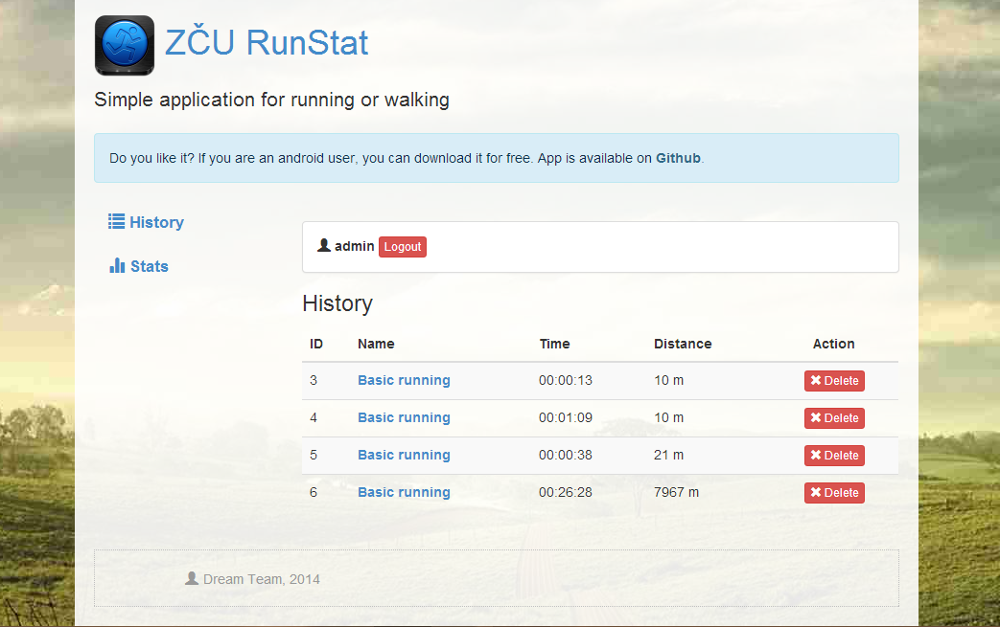 ZČU RunStat
Simple application for running or walking
Do you like it? If you are an android user, you can download it for free. App is available on Github.
History
Stats
admin Logout
History
ID Name Time Distance Action
3 Basic running 00:00:13 10 m Delete
4 Basic running 00:01:09 10 m Delete
5 Basic running 00:00:38 21 m Delete
6 Basic running 00:26:28 7967 m Delete
Dream Team, 2014